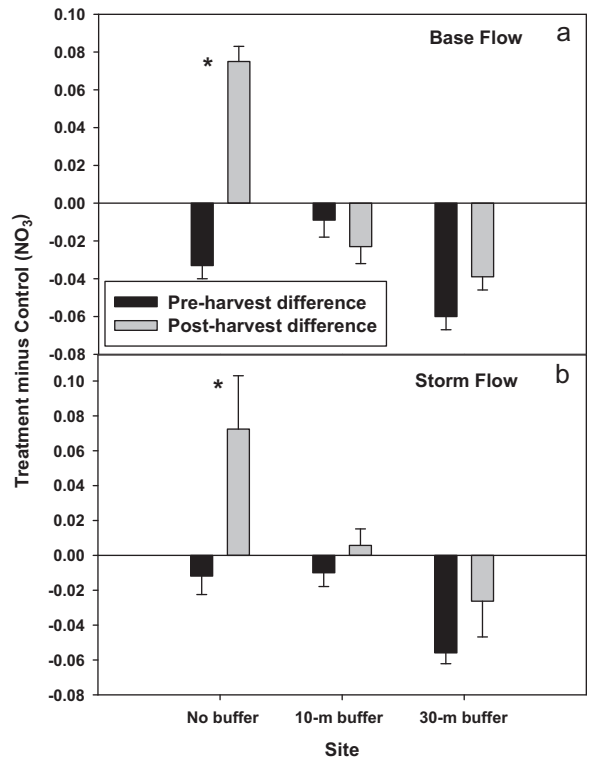 Treatment minus Control (NO3)
0.10
0.08
0.06
0.04
0.02
0.00
-0.02
-0.04
-0.06
-0.08
Base Flow
a
*
Pre-harvest difference
Post-harvest difference
0.10
0.08
0.06
0.04
0.02
0.00
-0.02
-0.04
-0.06
-0.08
Storm Flow
b
*
No buffer 10-m buffer 30-m buffer
Site